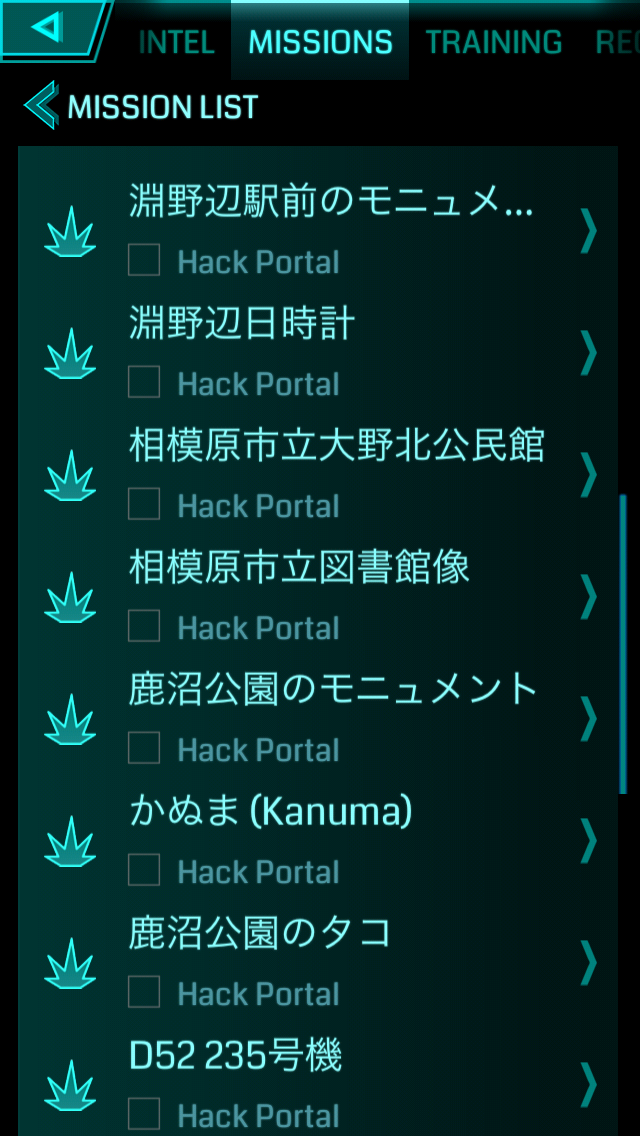 INTEL MISSIONS TRAINING REC
MISSION LIST
淵野辺駅前のモニュメ...
Hack Portal
淵野辺日時計
Hack Portal
相模原市立大野北公民館
Hack Portal
相模原市立図書館像
Hack Portal
鹿沼公園のモニュメント
Hack Portal
かぬま (Kanuma)
Hack Portal
鹿沼公園のタコ
Hack Portal
D52 235号機
Hack Portal